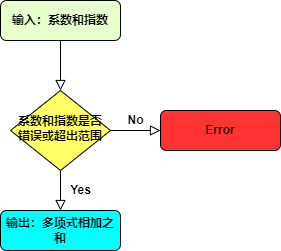 输入：系数和指数
系数和指数是否
错误或超出范围
No
Error
Yes
输出：多项式相加之
和